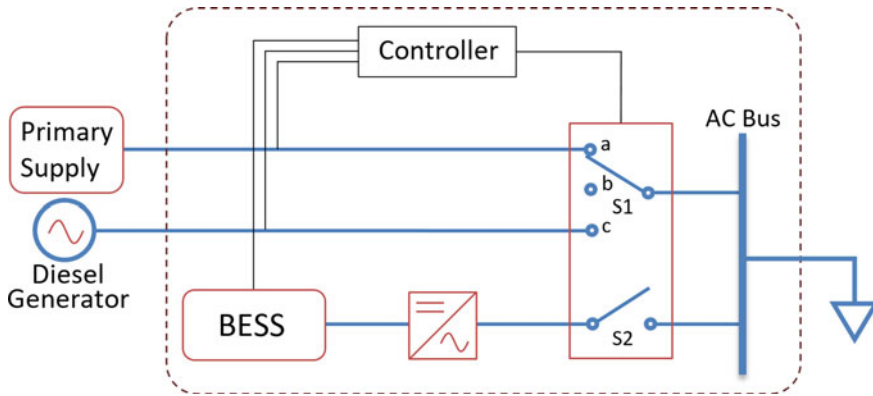 Controller
Primary
Supply
AC Bus
a
b
S1
c
Diesel
Generator
BESS
S2